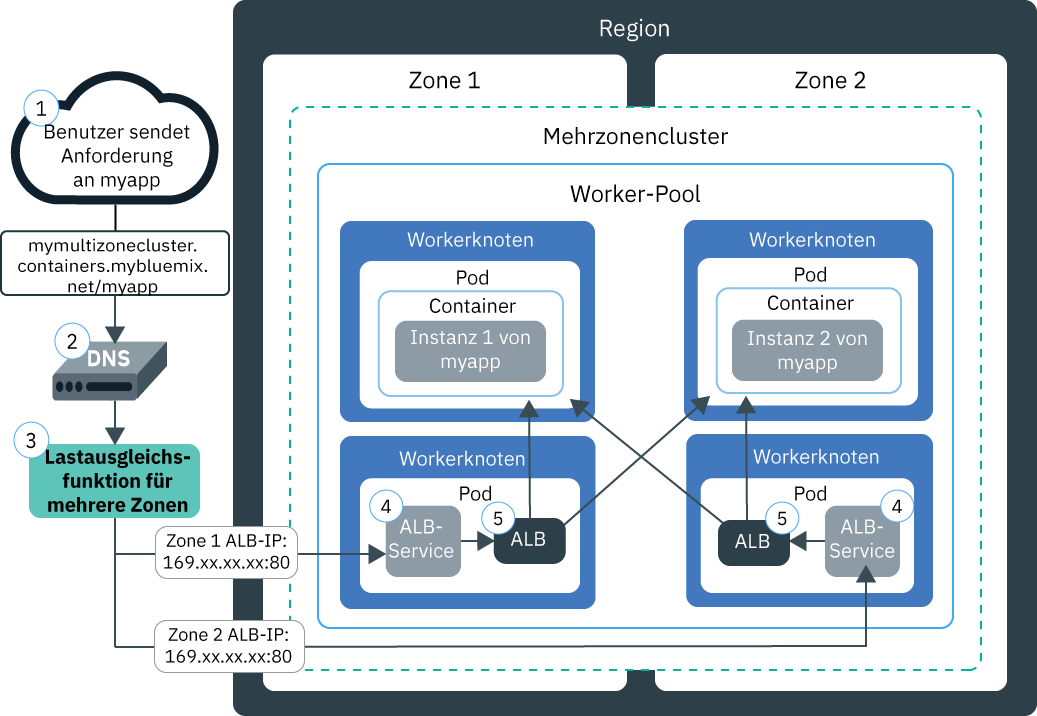 Region
Zone 1
Zone 2
Mehrzonencluster
Worker-Pool
1
Benutzer sendet
Anforderung
an myapp
mymultizonecluster.
containers.mybluemix.
net/myapp
2
DNS
3
Lastausgleichs-
funktion für
mehrere Zonen
Zone 1 ALB-IP:
169.xx.xx.xx:80
Zone 2 ALB-IP:
169.xx.xx.xx:80
Workerknoten
Pod
Container
Instanz 1 von
myapp
Workerknoten
Pod
Container
Instanz 2 von
myapp
Workerknoten
Pod
4
ALB-
Service
5
ALB
Workerknoten
Pod
5
ALB
4
ALB-
Service